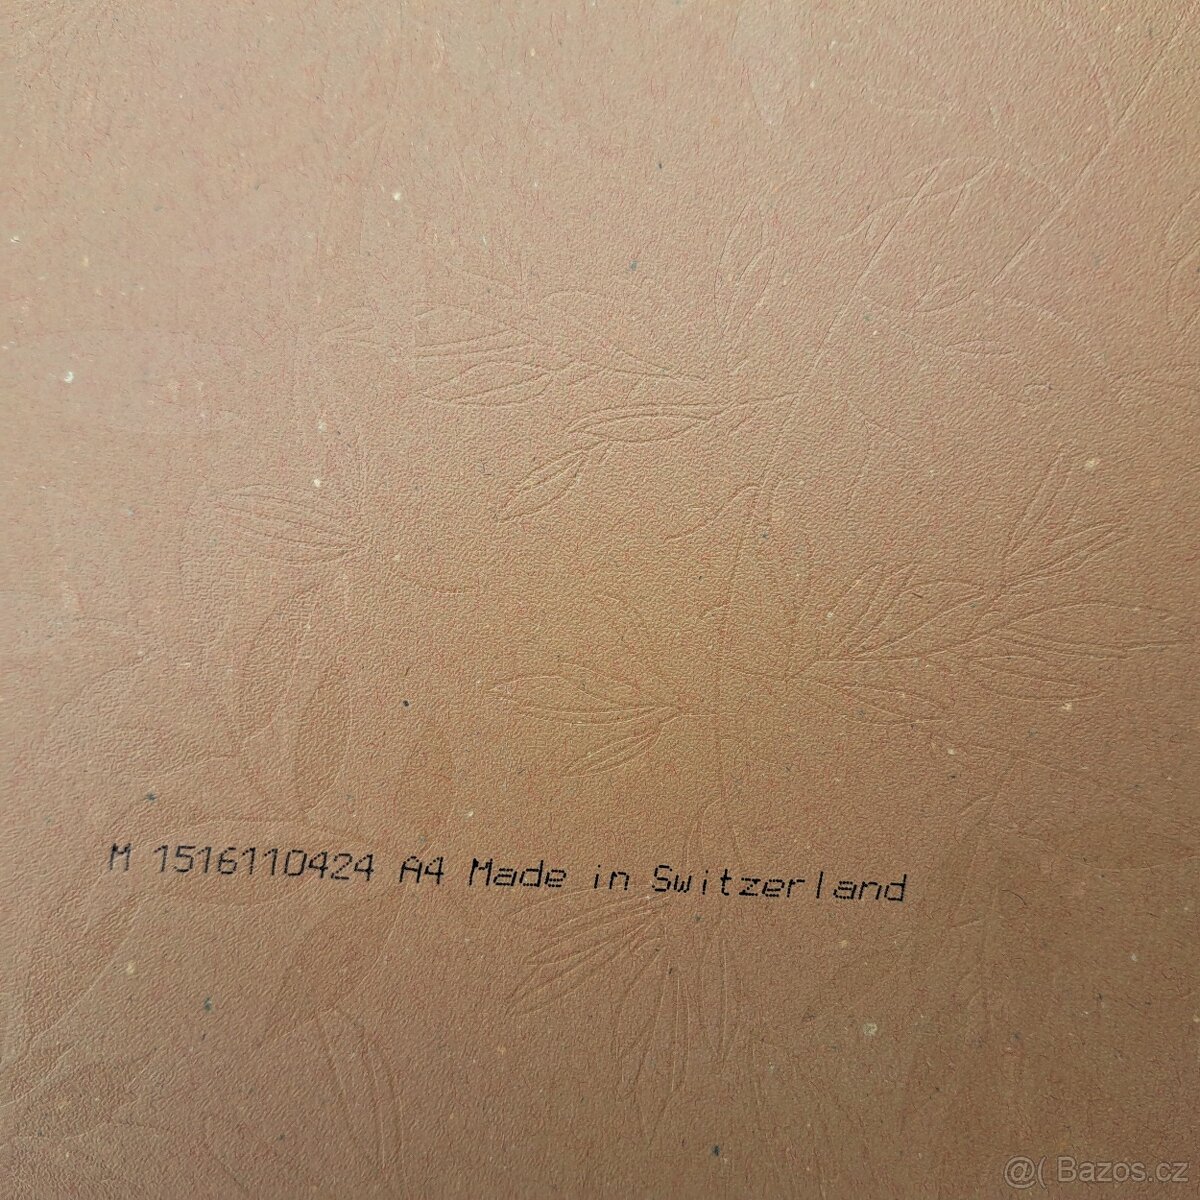 M 1516110424 A4 Made in Switzerland
@( Bazos.cz